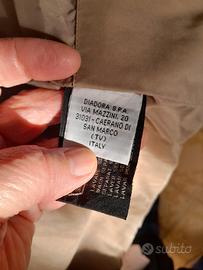 DIADORA S.P.A.
VIA MAZZINI, 20
31031-CAERANO DI
SAN MARCO
(TV)
ITALY
subito